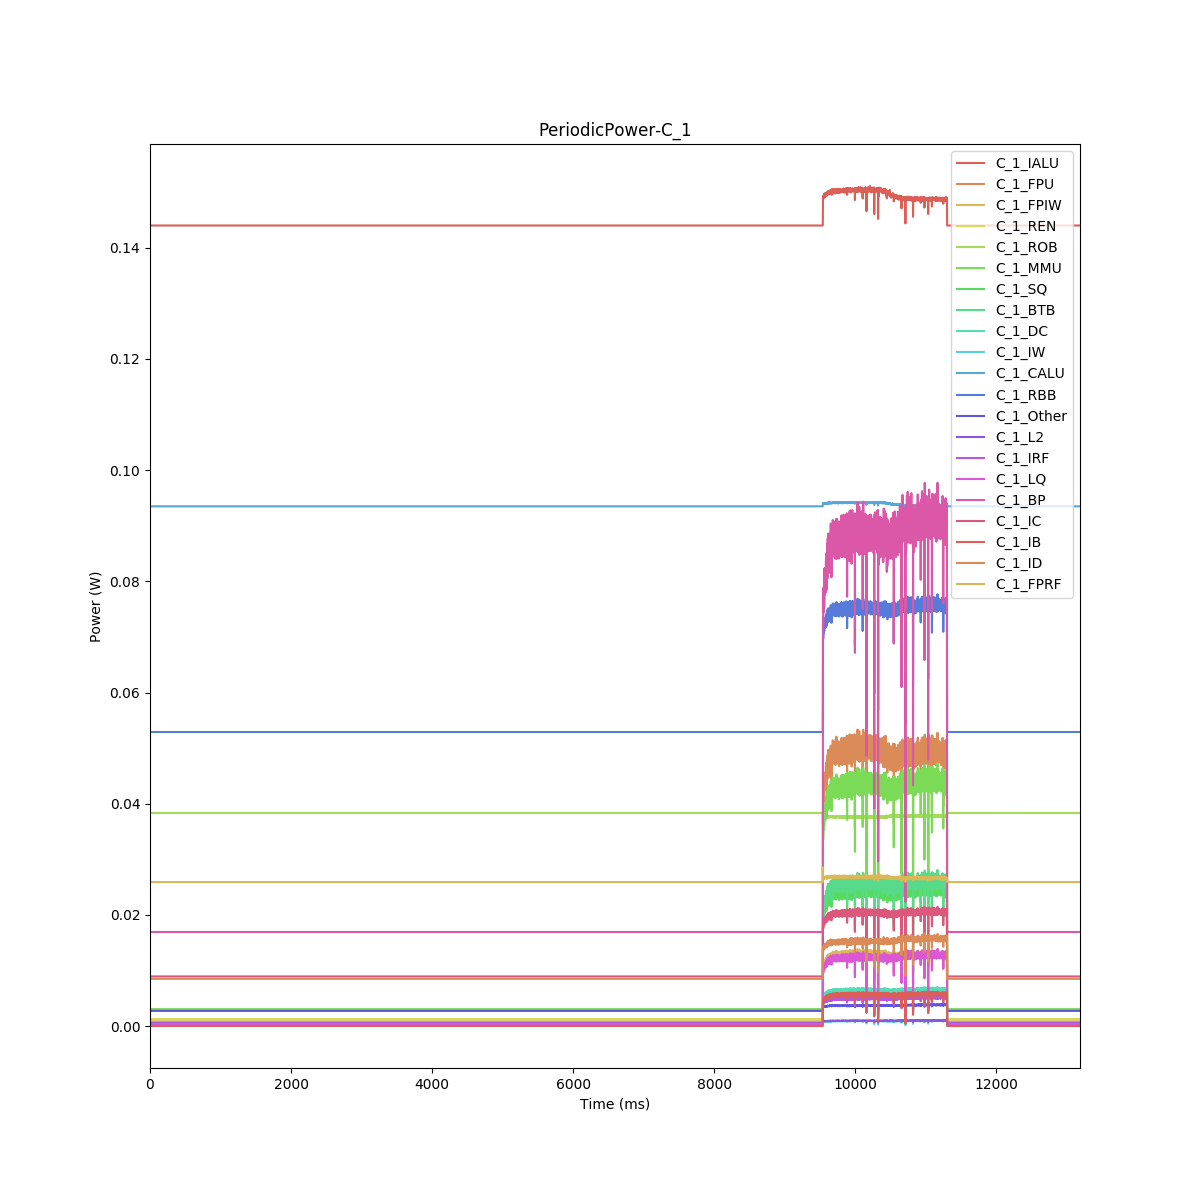 PeriodicPower-C_1
Power (W)
0.14
0.12
0.10
0.08
0.06
0.04
0.02
0.00
C_1_IALU
C_1_FPU
C_1_FPIW
C_1_REN
C_1_ROB
C_1_MMU
C_1_SQ
C_1_BTB
C_1_DC
C_1_IW
C_1_CALU
C_1_RBB
C_1_Other
C_1_L2
C_1_IRF
C_1_LQ
C_1_BP
C_1_IC
C_1_IB
C_1_ID
C_1_FPRF
0 2000 4000 6000 8000 10000 12000
Time (ms)